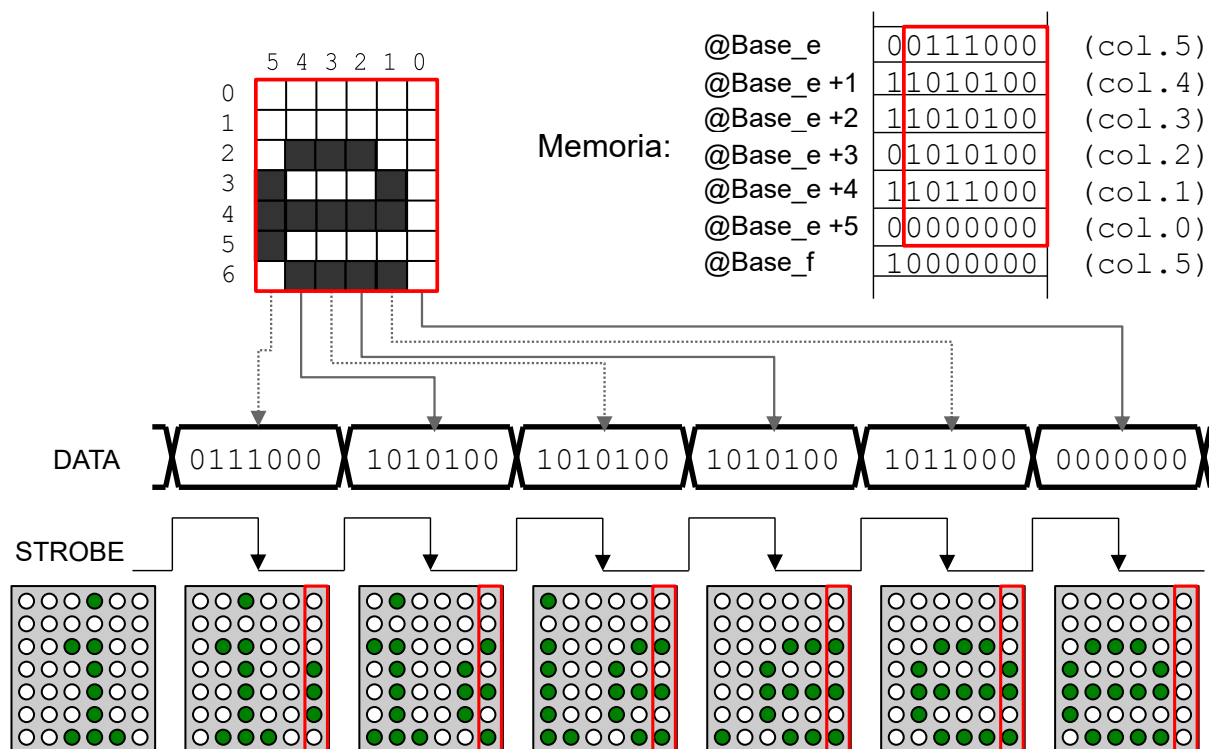 5 4 3 2 1 0
0
1
2
3
4
5
6
Memoria:
@Base_e 00111000 (col.5)
@Base_e +1 11010100 (col.4)
@Base_e +2 11010100 (col.3)
@Base_e +3 01010100 (col.2)
@Base_e +4 11011000 (col.1)
@Base_e +5 00000000 (col.0)
@Base_f 10000000 (col.5)
DATA 0111000 1010100 1010100 1010100 1011000 0000000
STROBE